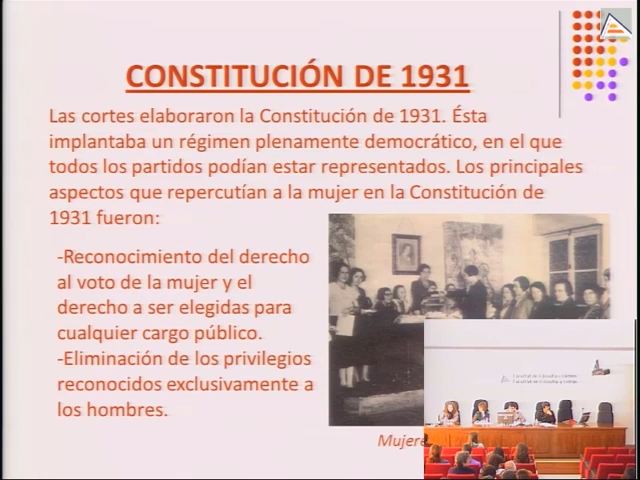 CONSTITUCIÓN DE 1931
Las cortes elaboraron la Constitución de 1931. Ésta
implantaba un régimen plenamente democrático, en el que
todos los partidos podían estar representados. Los principales
aspectos que repercutían a la mujer en la Constitución de
1931 fueron:
-Reconocimiento del derecho
al voto de la mujer y el
derecho a ser elegidas para
cualquier cargo público.
-Eliminación de los privilegios
reconocidos exclusivamente a
los hombres.